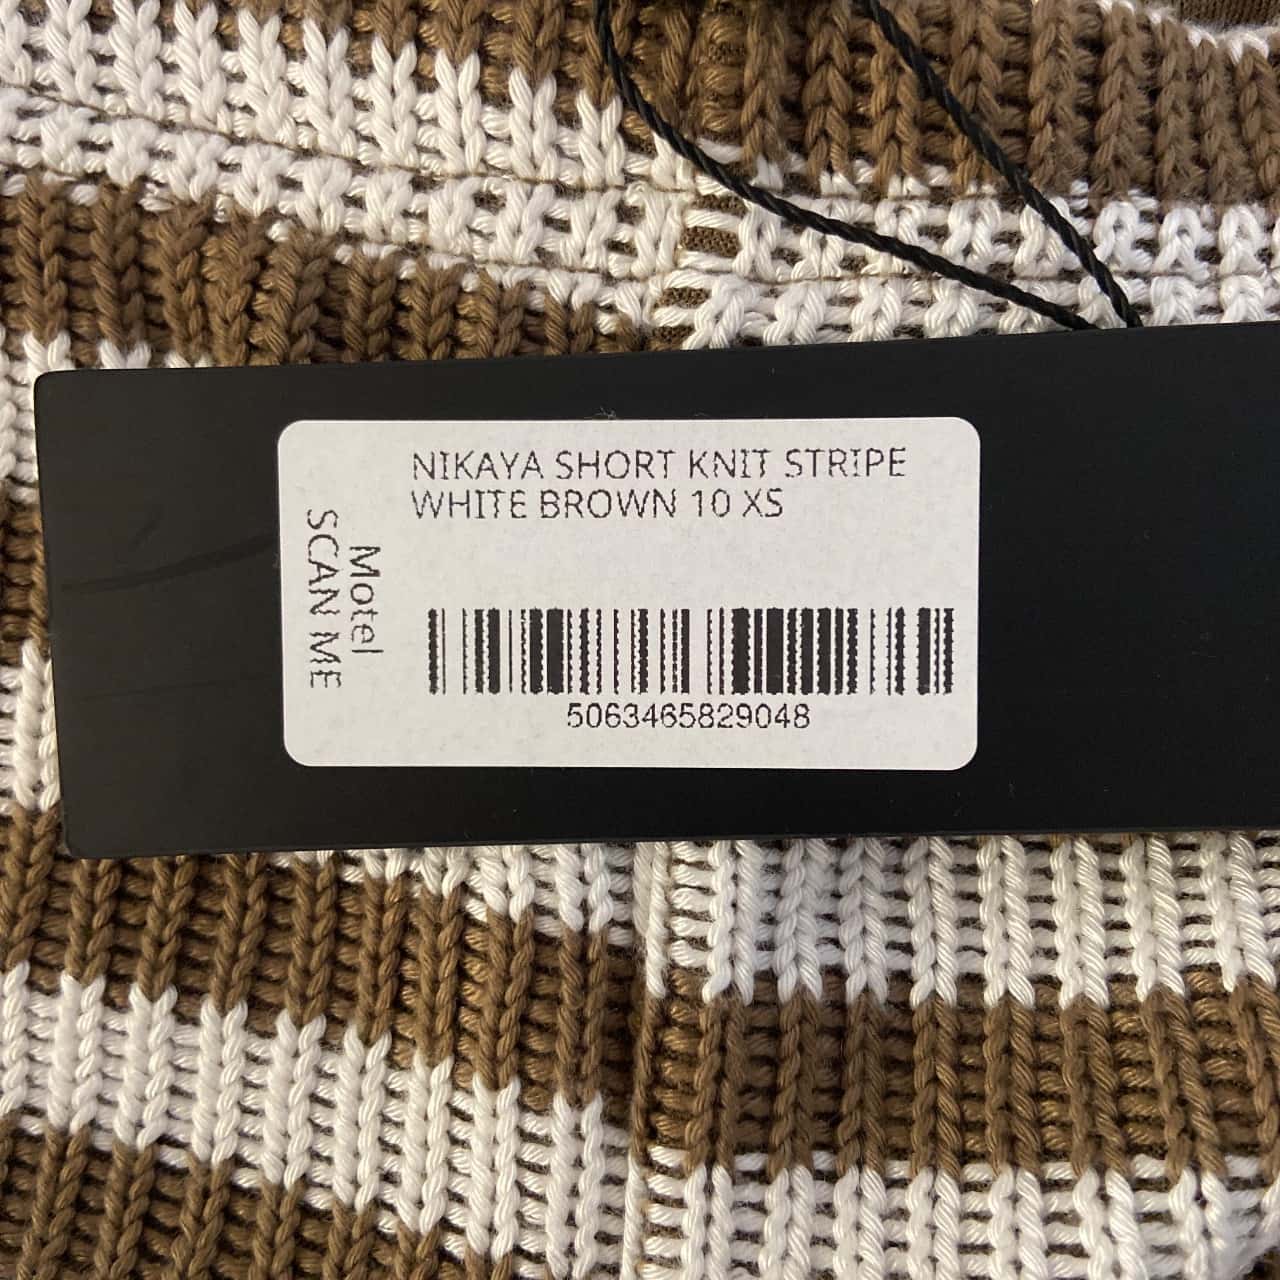 NIKAYA SHORT KNIT STRIPE
WHITE BROWN 10 XS
Motel
SCAN ME
5063465829048